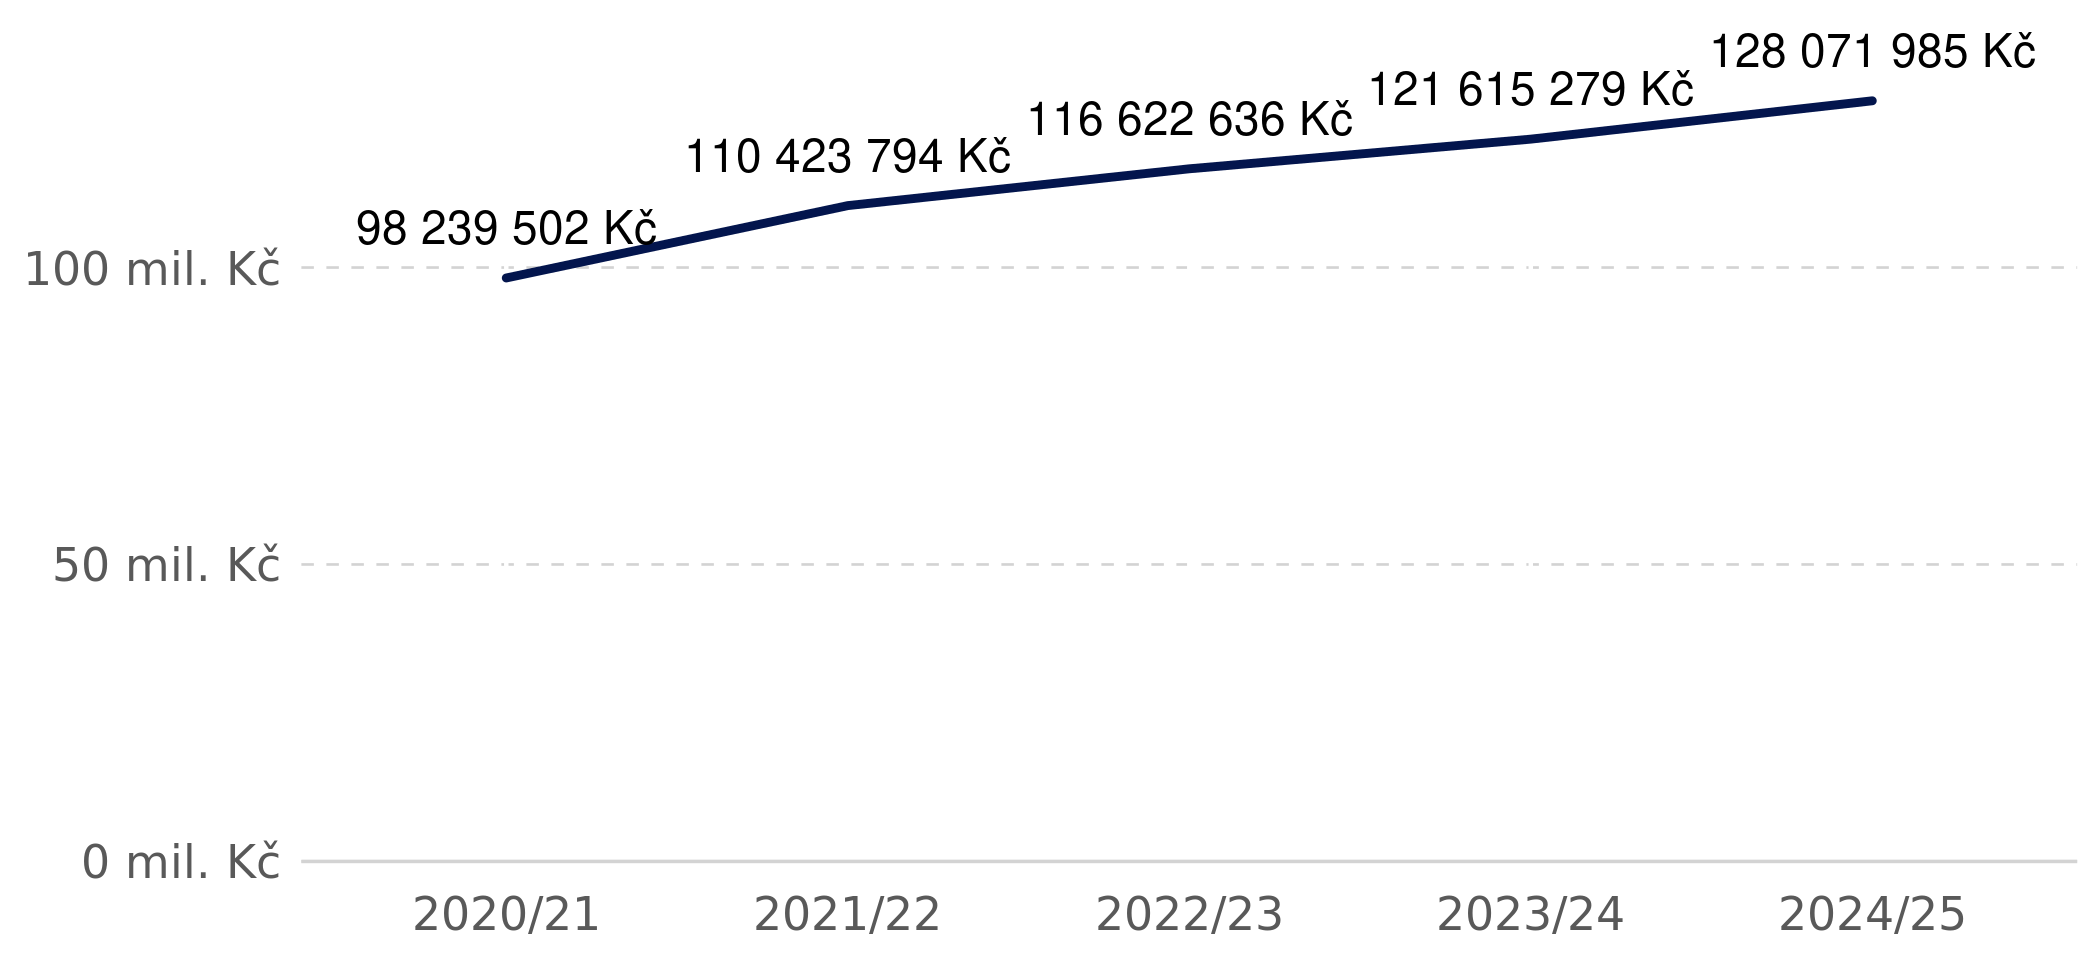 128 071 985 Kč
121 615 279 Kč
116 622 636 Kč
110 423 794 Kč
98 239 502 Kč
100 mil. Kč
50 mil. Kč
0 mil. Kč
2020/21 2021/22 2022/23 2023/24 2024/25